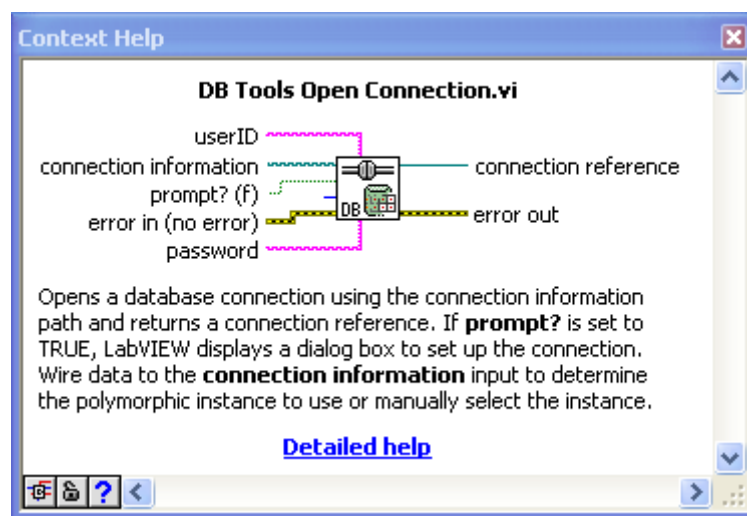 Context Help
DB Tools Open Connection.vi
userID
connection information
connection reference
prompt? (f)
DB
error in (no error)
error out
password
Opens a database connection using the connection information
path and returns a connection reference. If prompt? is set to
TRUE, LabVIEW displays a dialog box to set up the connection.
Wire data to the connection information input to determine
the polymorphic instance to use or manually select the instance.
Detailed help
?